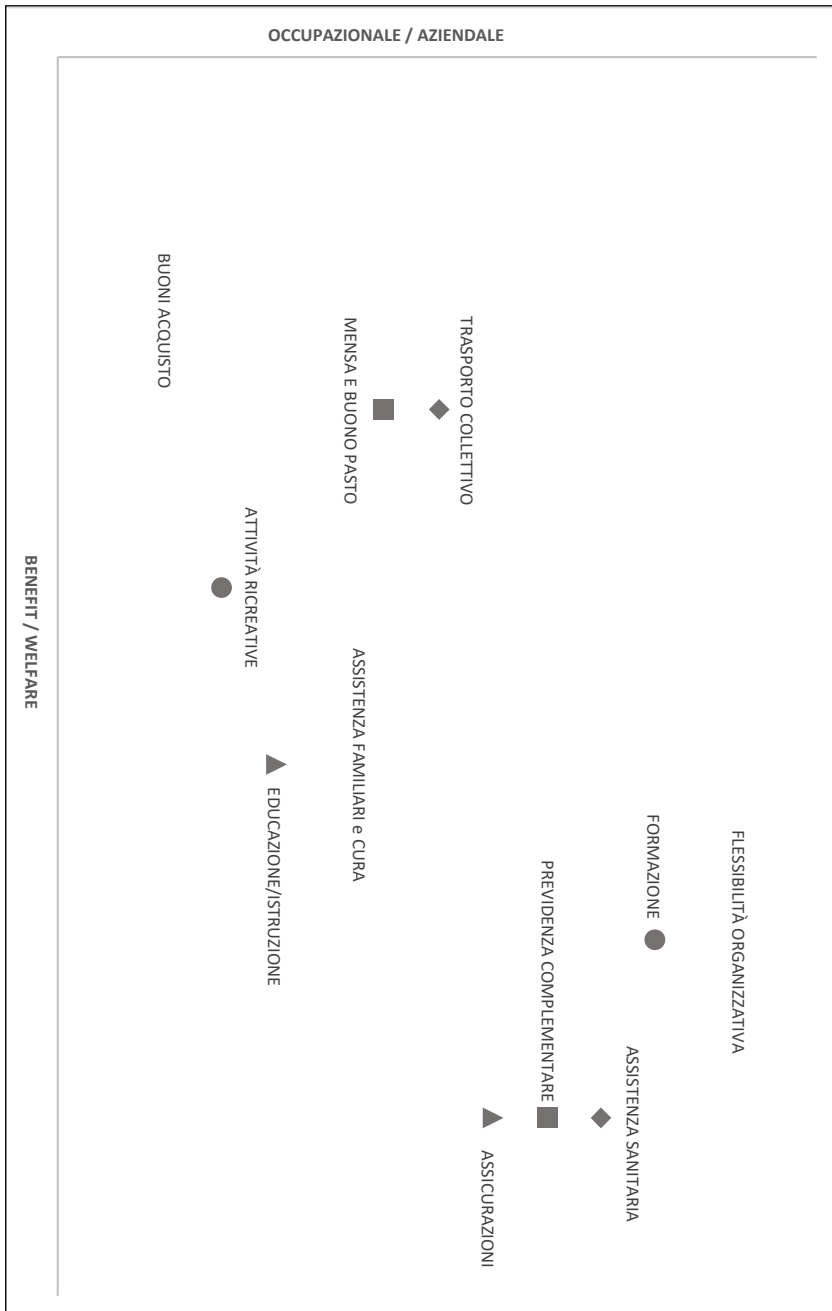 OCCUPAZIONALE / AZIENDALE
FLESSIBILITÀ ORGANIZZATIVA
FORMAZIONE
ASSISTENZA SANITARIA
PREVIDENZA COMPLEMENTARE
ASSICURAZIONI
TRASPORTO COLLETTIVO
MENSA E BUONO PASTO
ASSISTENZA FAMILIARI e CURA
EDUCAZIONE/ISTRUZIONE
ATTIVITÀ RICREATIVE
BUONI ACQUISTO
BENEFIT / WELFARE